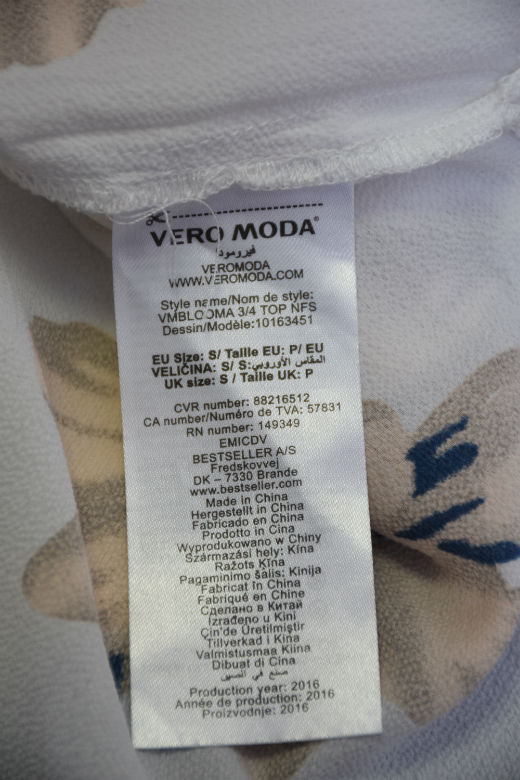 VERO MODA®
فيرومودا
VEROMODA
WWW.VEROMODA.COM
Style name/Nom de style:
VMBLOOMA 3/4 TOP NFS
Dessin/Modèle:10163451
EU Size: S/ Taille EU: P/ EU
VELIČINA: S/ S:المقاس الأوروبي
UK size: S / Taille UK: P
CVR number: 88216512
CA number/Numéro de TVA: 57831
RN number: 149349
EMICDV
BESTSELLER A/S
Fredskovvej
DK – 7330 Brande
www.bestseller.com
Made in China
Hergestellt in China
Fabricado en China
Prodotto in Cina
Wyprodukowano w Chiny
Származási hely: Kína
Ražots Ķīna
Pagaminimo šalis: Kinija
Fabricat în China
Fabriqué en Chine
Сделано в Китай
Izrađeno u Kini
Çin'de Üretilmiştir
Tillverkad i Kina
Valmistusmaa Kiina
Dibuat di Cina
صنع في الصين
Production year: 2016
Année de production: 2016
Proizvodnje: 2016